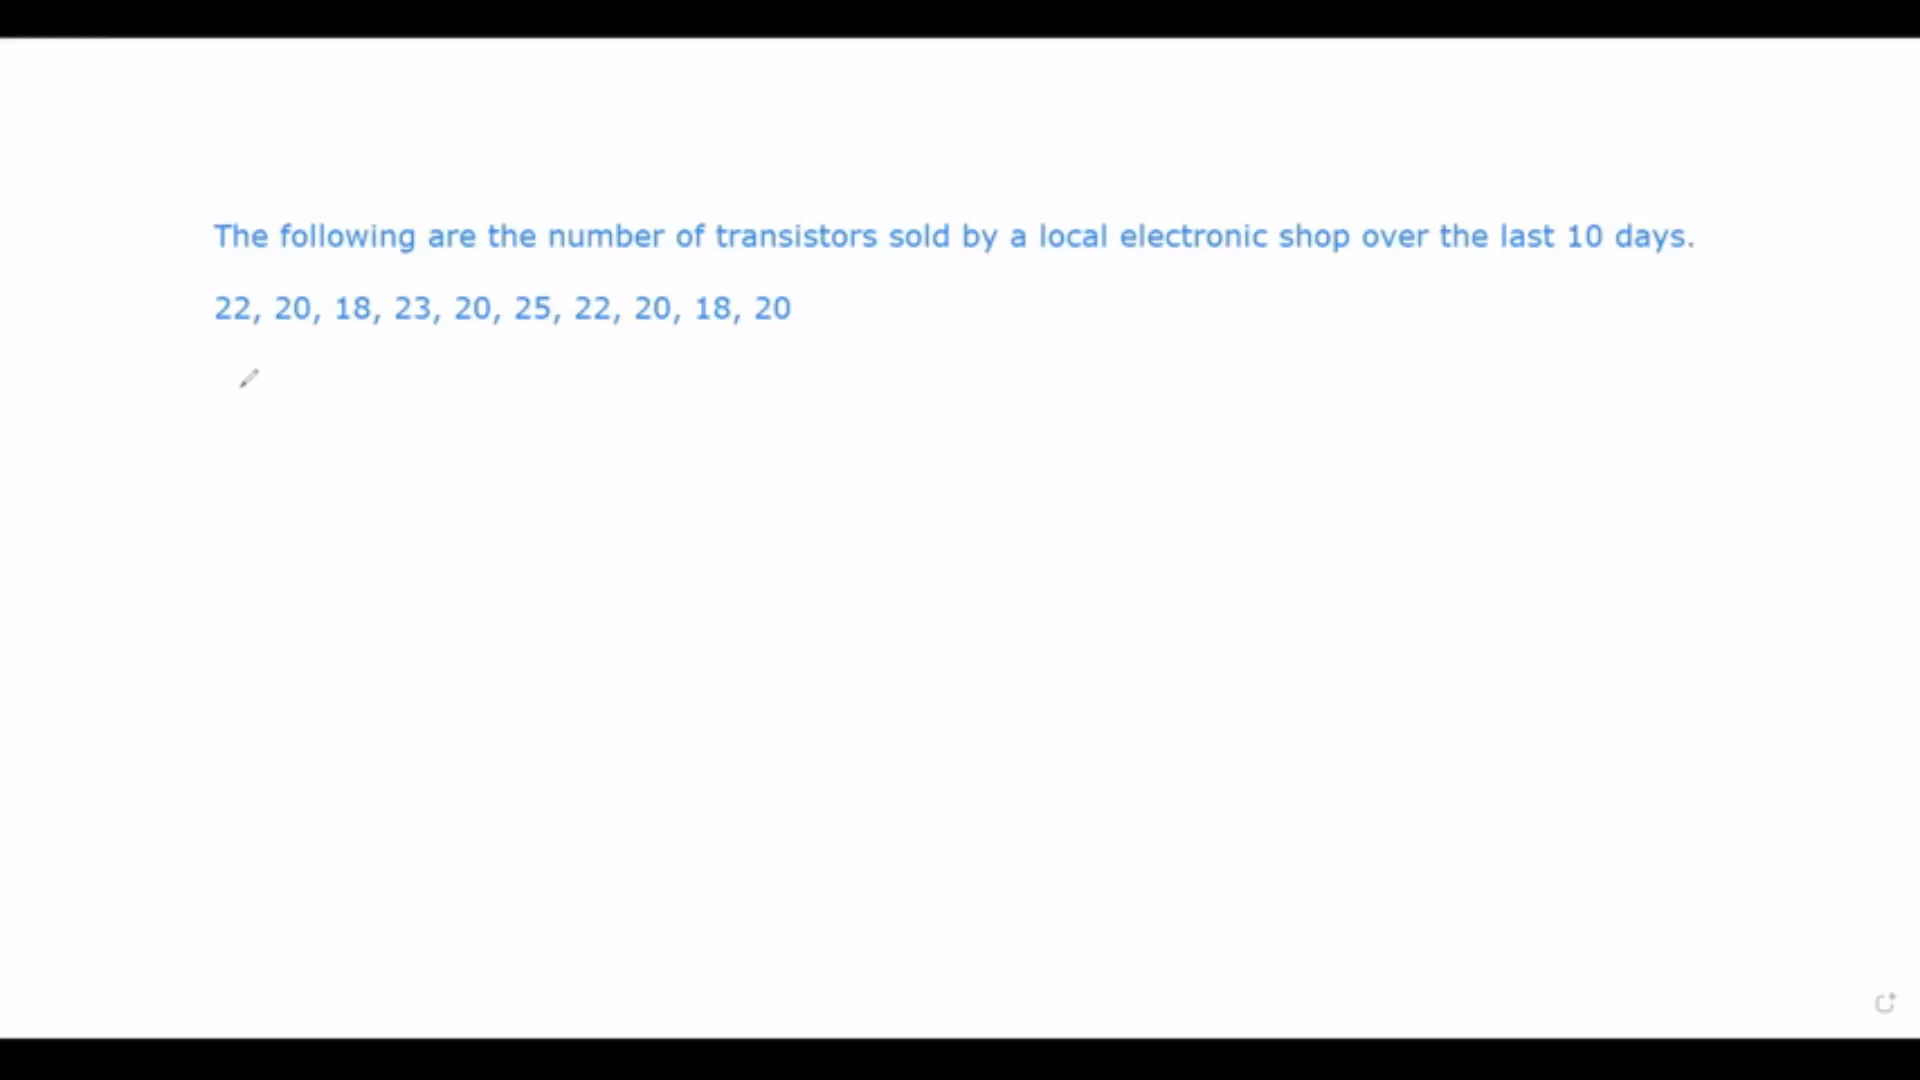 The following are the number of transistors sold by a local electronic shop over the last 10 days.
22, 20, 18, 23, 20, 25, 22, 20, 18, 20